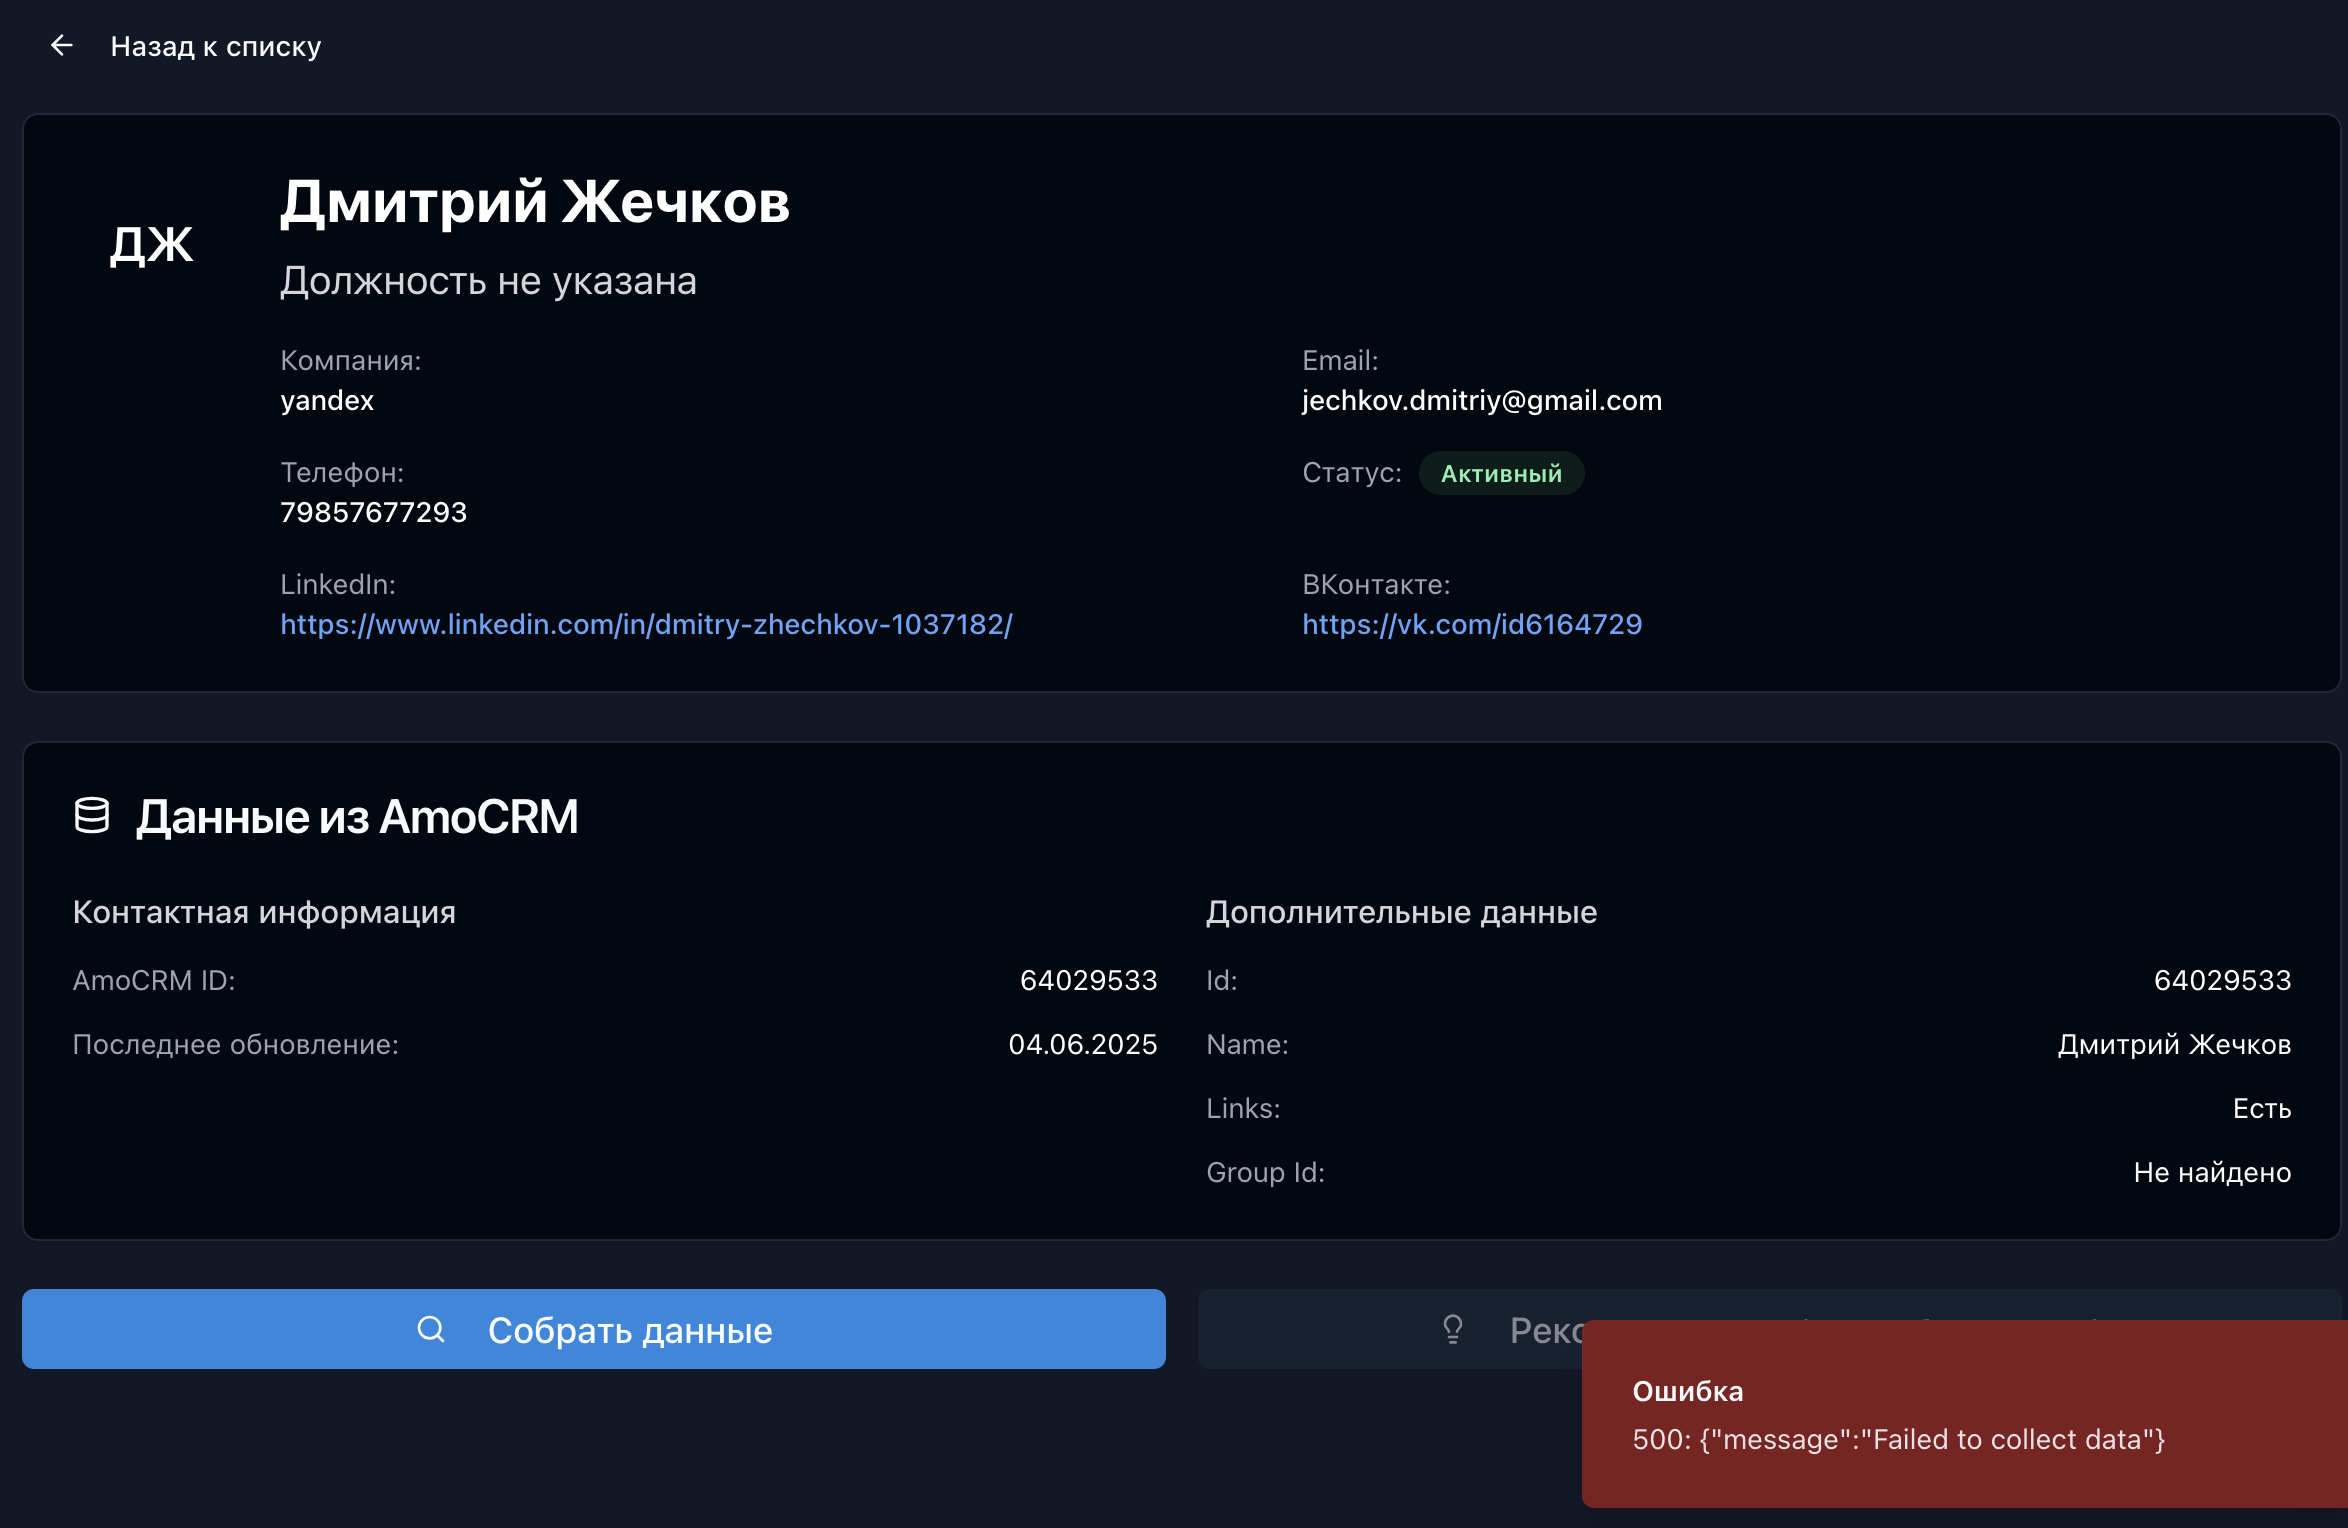 Назад к списку
ДЖ
Дмитрий Жечков
Должность не указана
Компания:
yandex
Email:
jechkov.dmitriy@gmail.com
Телефон:
79857677293
Статус: Активный
LinkedIn:
https://www.linkedin.com/in/dmitry-zhechkov-1037182/
ВКонтакте:
https://vk.com/id6164729
Данные из AmoCRM
Контактная информация
AmoCRM ID: 64029533
Последнее обновление: 04.06.2025
Дополнительные данные
Id: 64029533
Name: Дмитрий Жечков
Links: Есть
Group Id: Не найдено
Собрать данные
Ошибка
500: {"message":"Failed to collect data"}